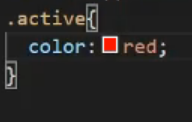 .active{
color: red;
}